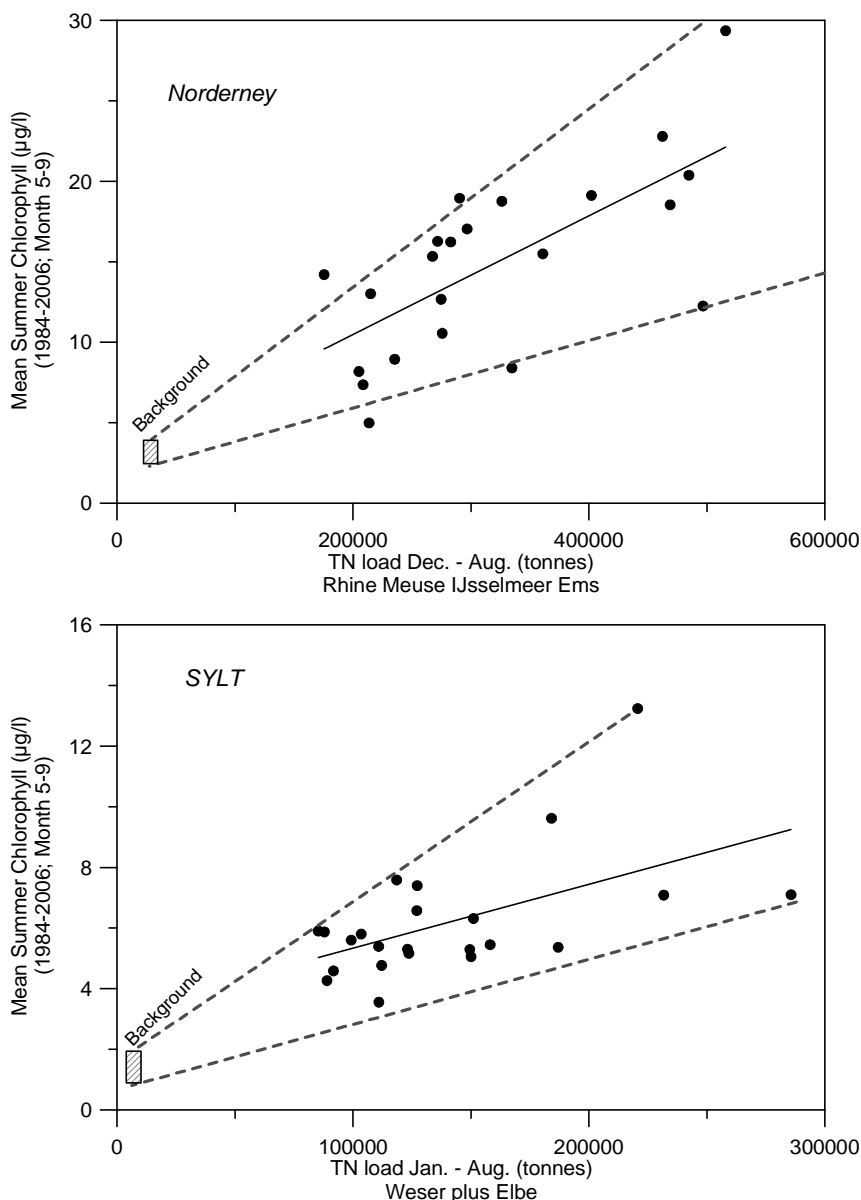 30
20
10
0
Mean Summer Chlorophyll (µg/l)
(1984-2006; Month 5-9)
Norderney
Background
0
200000
400000
600000
TN load Dec. - Aug. (tonnes)
Rhine Meuse IJsselmeer Ems
16
12
8
4
0
Mean Summer Chlorophyll (µg/l)
(1984-2006; Month 5-9)
SYLT
Background
0
100000
200000
300000
TN load Jan. - Aug. (tonnes)
Weser plus Elbe